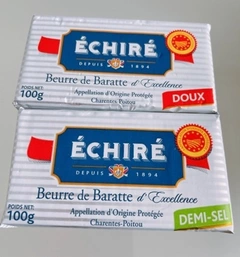 ÉCHIRÉ
DEPUIS 1894
Beurre de Baratte d'Excellence
POIDS NET:
100g
Appellation d'Origine Protégée
Charentes-Poitou
DOUX
ÉCHIRÉ
DEPUIS 1894
Beurre de Baratte d'Excellence
POIDS NET:
100g
Appellation d'Origine Protégée
Charentes-Poitou
DEMI-SEL